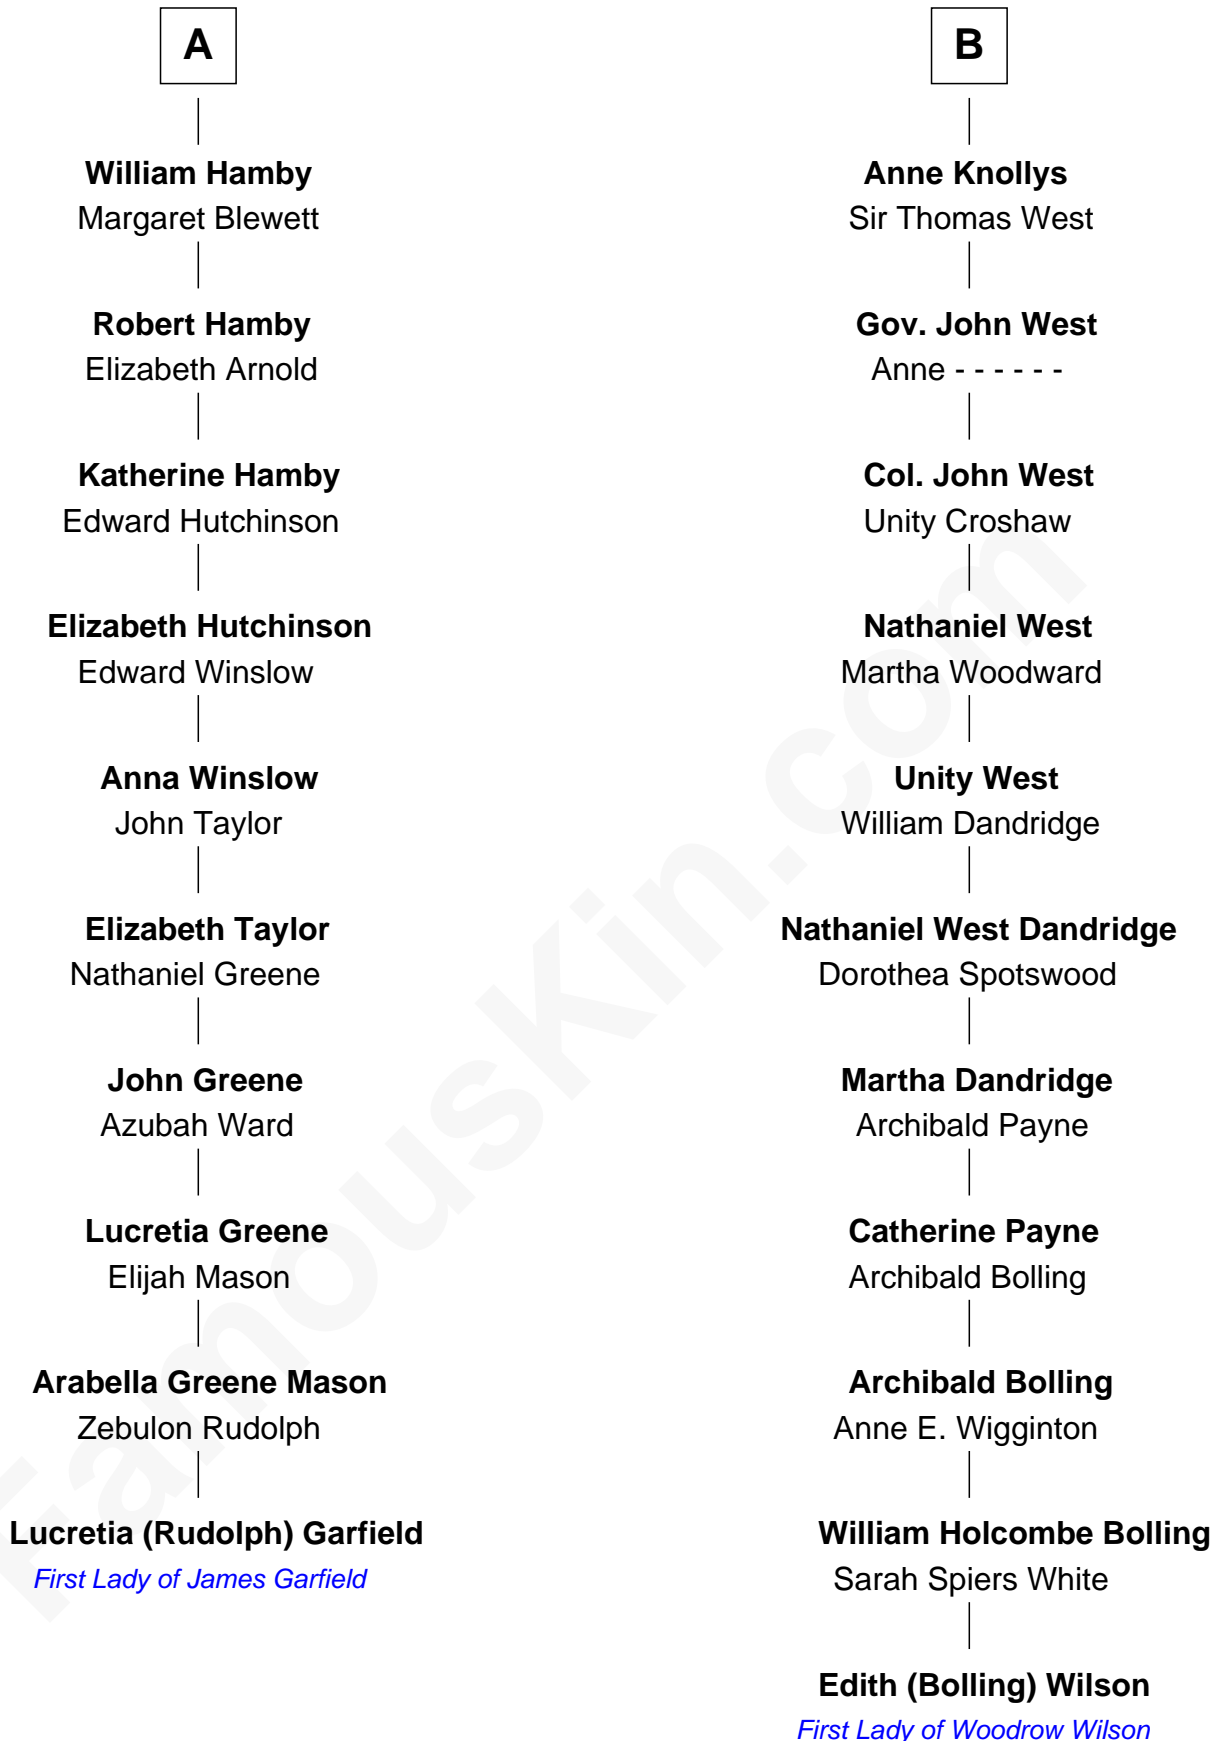 A
William Hamby
Margaret Blewett
Robert Hamby
Elizabeth Arnold
Katherine Hamby
Edward Hutchinson
Elizabeth Hutchinson
Edward Winslow
Anna Winslow
John Taylor
Elizabeth Taylor
Nathaniel Greene
John Greene
Azubah Ward
Lucretia Greene
Elijah Mason
Arabella Greene Mason
Zebulon Rudolph
Lucretia (Rudolph) Garfield
First Lady of James Garfield
B
Anne Knollys
Sir Thomas West
Gov. John West
Anne - - - - - -
Col. John West
Unity Croshaw
Nathaniel West
Martha Woodward
Unity West
William Dandridge
Nathaniel West Dandridge
Dorothea Spotswood
Martha Dandridge
Archibald Payne
Catherine Payne
Archibald Bolling
Archibald Bolling
Anne E. Wigginton
William Holcombe Bolling
Sarah Spiers White
Edith (Bolling) Wilson
First Lady of Woodrow Wilson
FamousKin.com